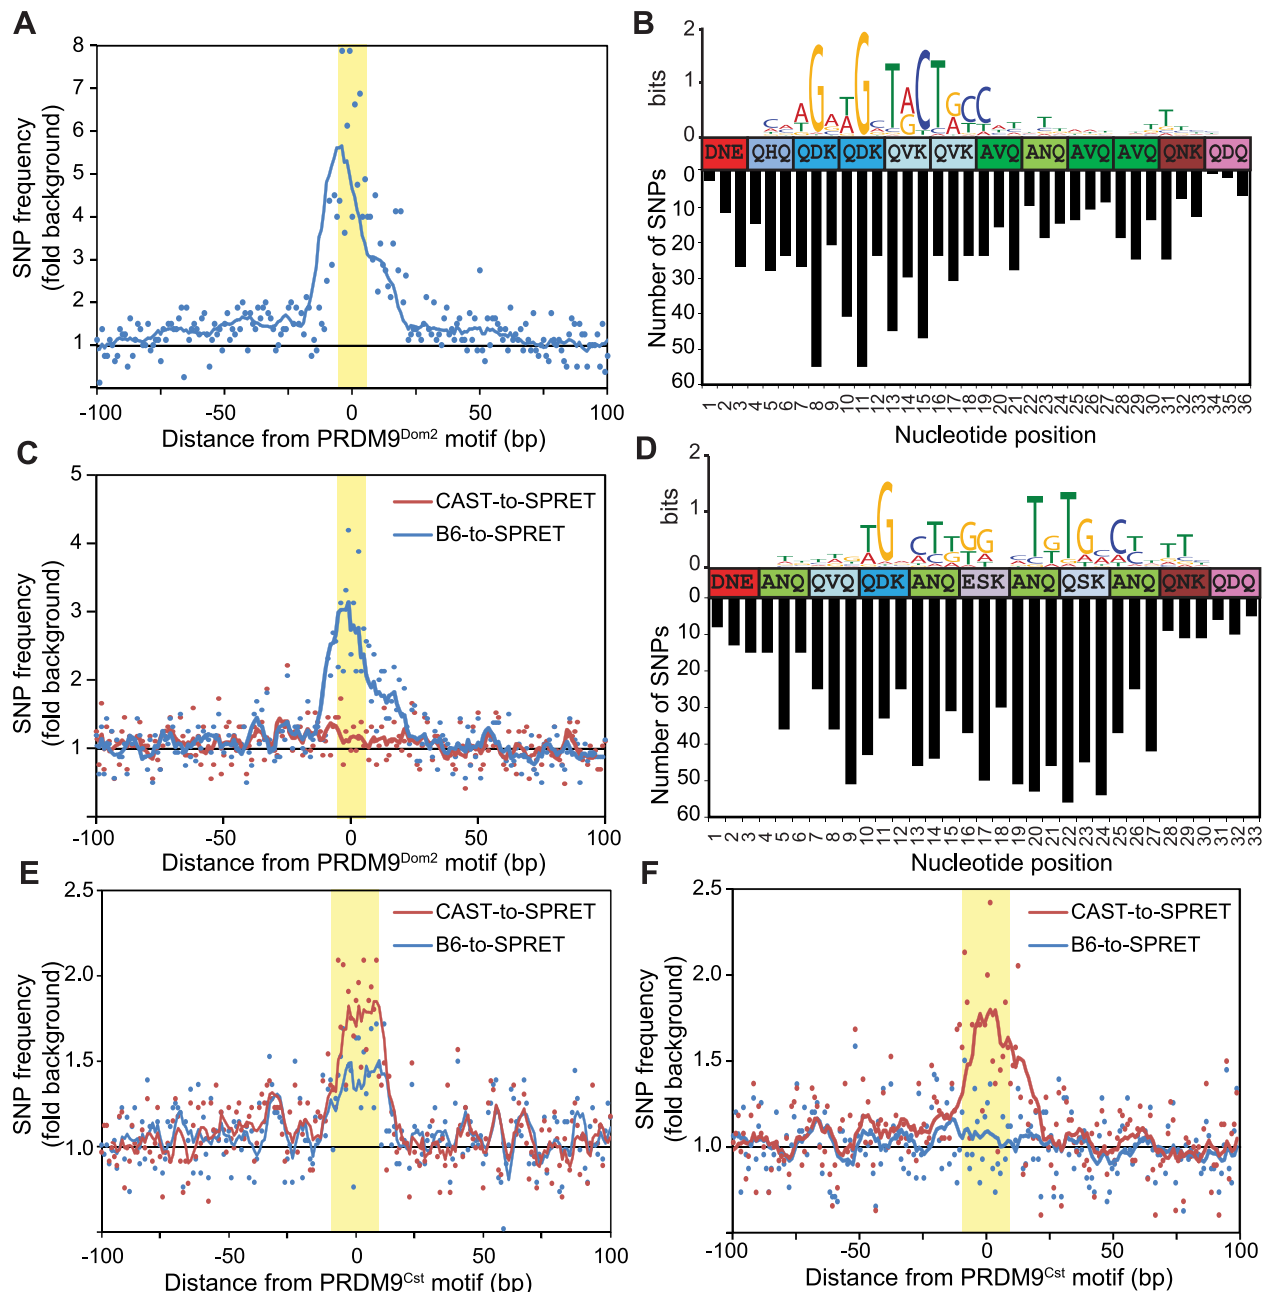 A
SNP frequency
(fold background)
8
7
6
5
4
3
2
1
0
-100
-50
0
50
100
Distance from PRDM9Dom2 motif (bp)
B
bits
2
1
0
DNE QHQ QDK QDK QVK QVK AVQ ANQ AVQ AVQ QNK QDQ
Number of SNPs
0
10
20
30
40
50
60
1 2 3 4 5 6 7 8 9 10 11 12 13 14 15 16 17 18 19 20 21 22 23 24 25 26 27 28 29 30 31 32 33 34 35 36
Nucleotide position
C
SNP frequency
(fold background)
5
4
3
2
1
0
CAST-to-SPRET
B6-to-SPRET
-100
-50
0
50
100
Distance from PRDM9Dom2 motif (bp)
D
bits
2
1
0
DNE ANQ QVQ QDK ANQ ESK ANQ QSK ANQ QNK QDQ
Number of SNPs
0
10
20
30
40
50
60
1 2 3 4 5 6 7 8 9 10 11 12 13 14 15 16 17 18 19 20 21 22 23 24 25 26 27 28 29 30 31 32 33
Nucleotide position
E
SNP frequency
(fold background)
2.5
2.0
1.5
1.0
CAST-to-SPRET
B6-to-SPRET
-100
-50
0
50
100
Distance from PRDM9Cst motif (bp)
F
SNP frequency
(fold background)
2.5
2.0
1.5
1.0
CAST-to-SPRET
B6-to-SPRET
-100
-50
0
50
100
Distance from PRDM9Cst motif (bp)